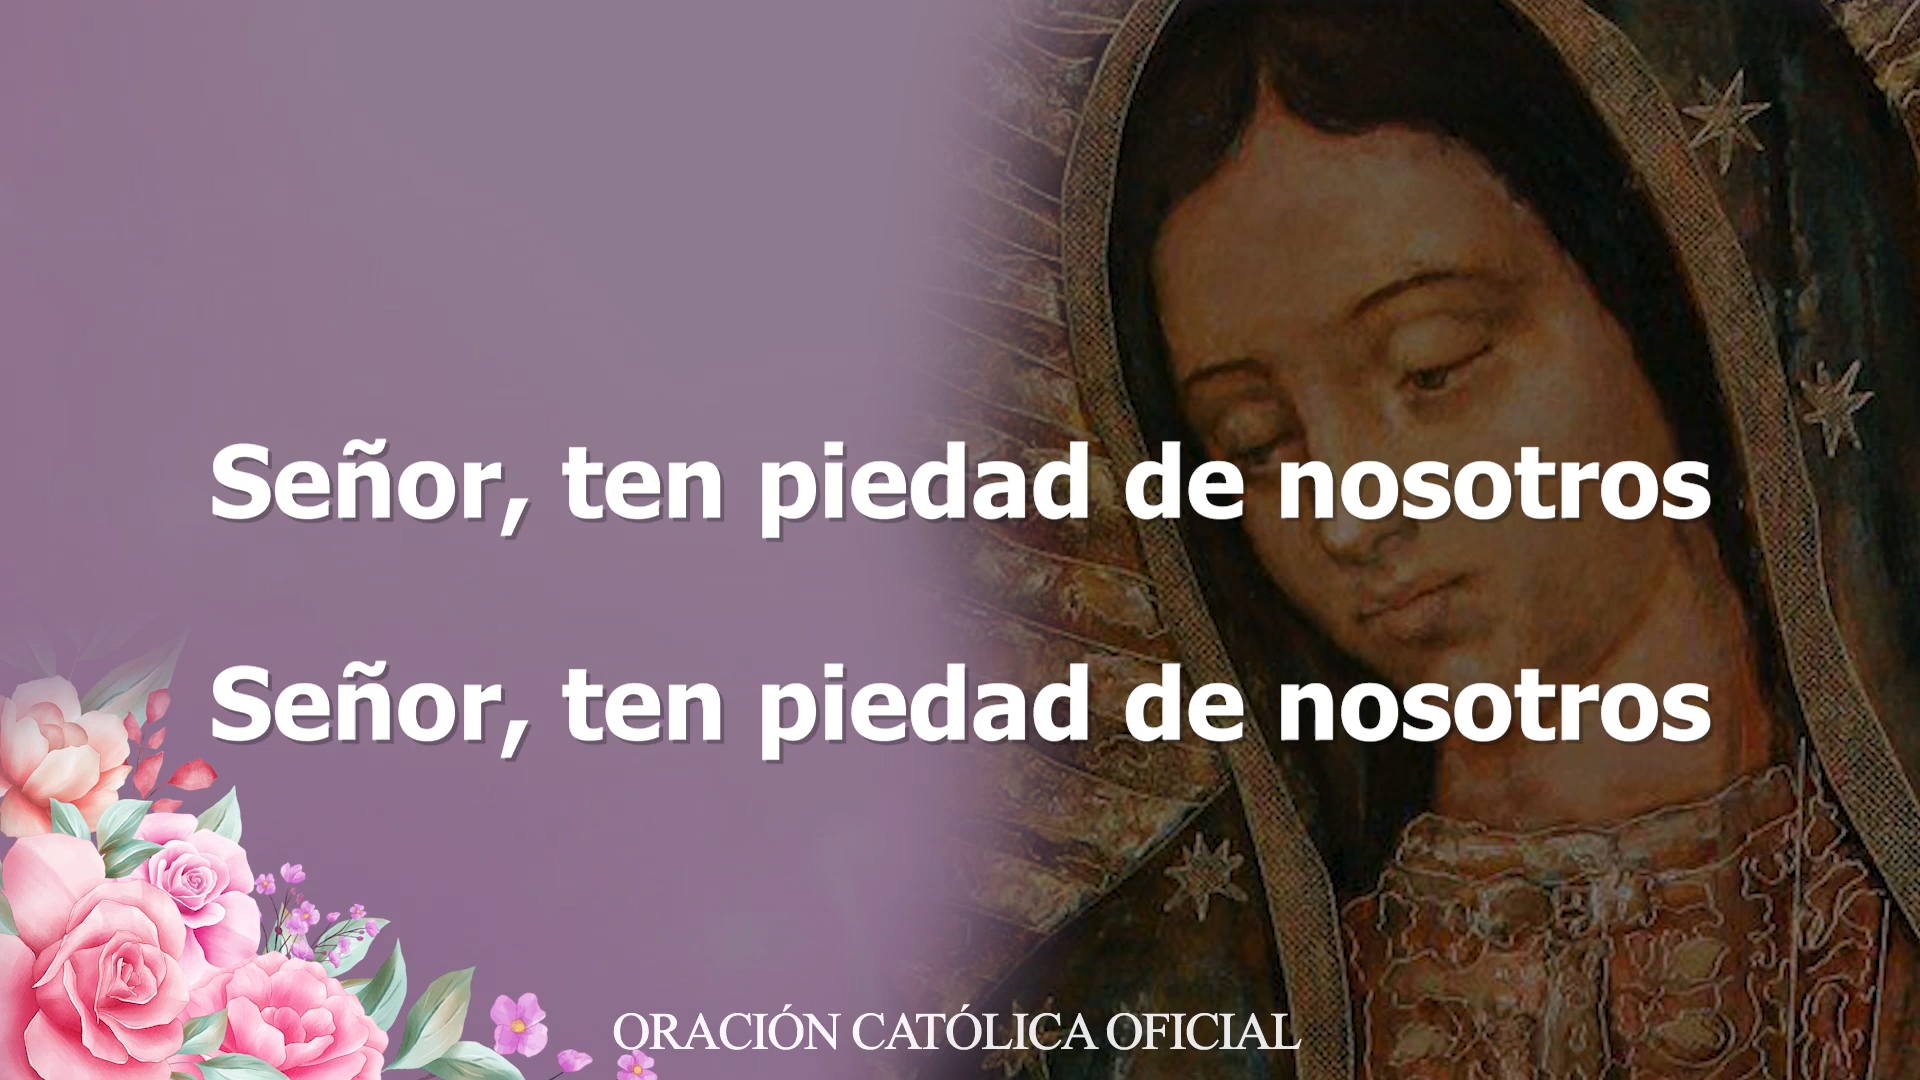 Señor, ten piedad de nosotros
Señor, ten piedad de nosotros
ORACIÓN CATÓLICA OFICIAL